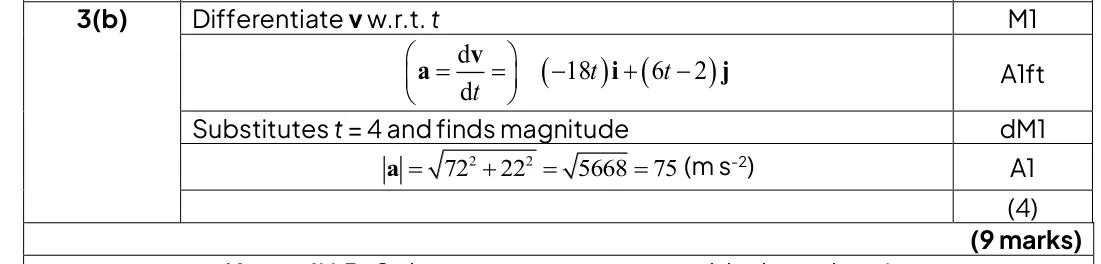 3(b) Differentiate v w.r.t. t M1
(a = dv/dt =) (−18t)i + (6t − 2)j A1ft
Substitutes t = 4 and finds magnitude dM1
|a| = √(72² + 22²) = √5668 = 75 (m s⁻²) A1
(4)
(9 marks)